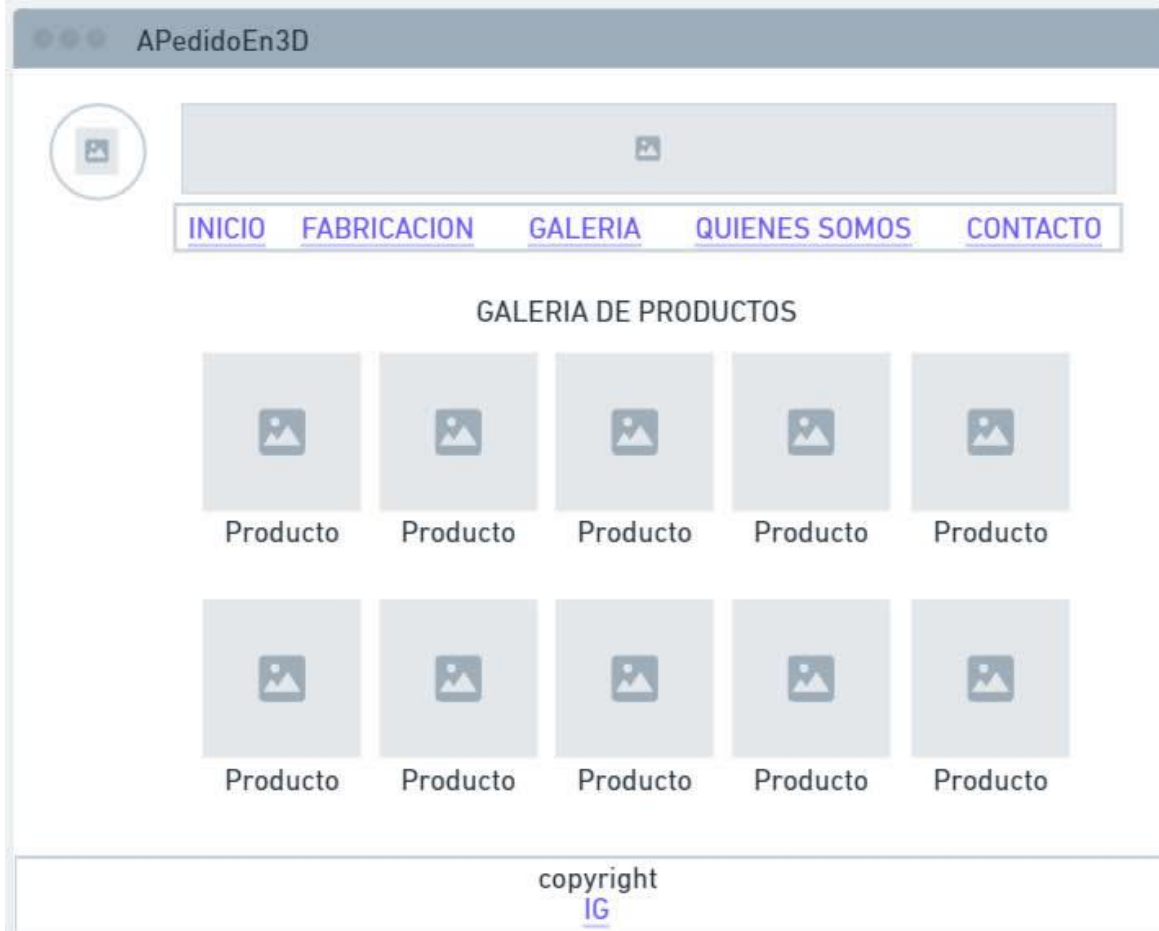 APedidoEn3D
INICIO FABRICACION GALERIA QUIENES SOMOS CONTACTO
GALERIA DE PRODUCTOS
Producto Producto Producto Producto Producto
Producto Producto Producto Producto Producto
copyright
IG